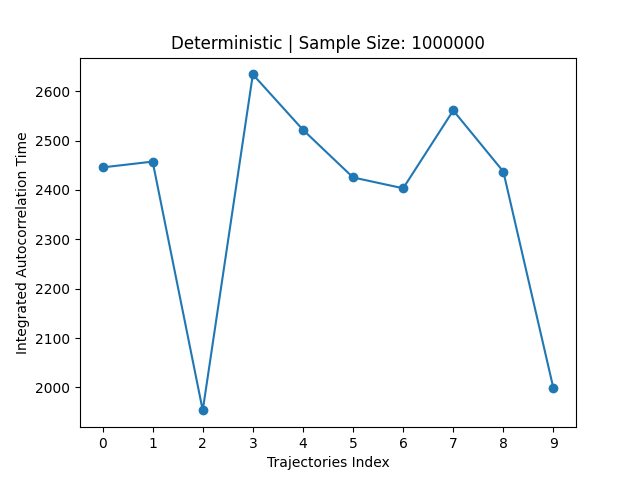 Deterministic | Sample Size: 1000000
Integrated Autocorrelation Time
2600
2500
2400
2300
2200
2100
2000
0 1 2 3 4 5 6 7 8 9
Trajectories Index